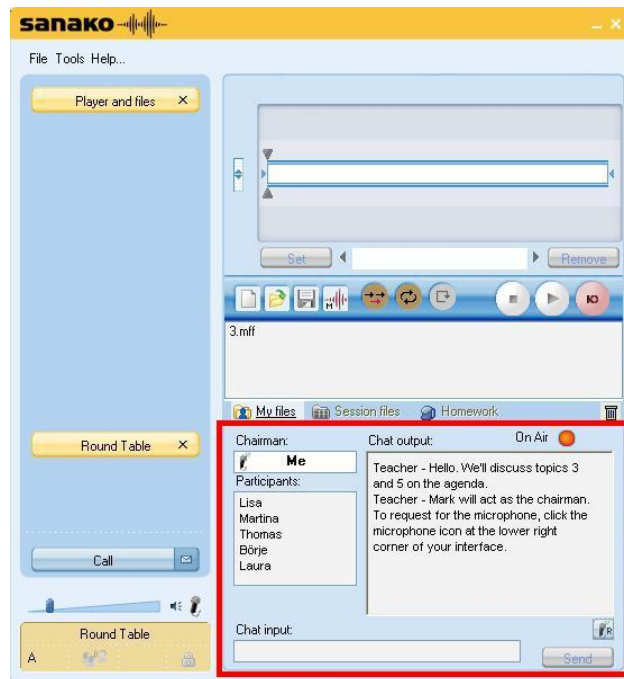 sanako
File Tools Help...
Player and files
Set
Remove
M
3.mff
My files Session files Homework
Round Table
Chairman:
Me
Participants:
Lisa
Martina
Thomas
Börje
Laura
Chat output:
On Air
Teacher - Hello. We'll discuss topics 3
and 5 on the agenda.
Teacher - Mark will act as the chairman.
To request for the microphone, click the
microphone icon at the lower right
corner of your interface.
Call
Round Table
A
Chat input:
R
Send